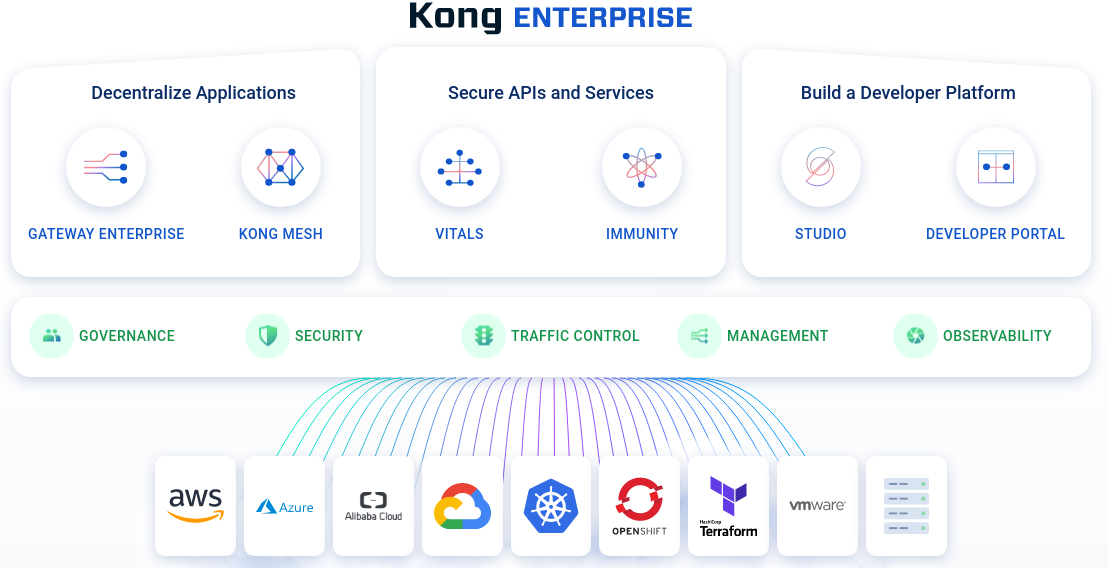 Kong ENTERPRISE
Decentralize Applications
GATEWAY ENTERPRISE
KONG MESH
Secure APIs and Services
VITALS
IMMUNITY
Build a Developer Platform
STUDIO
DEVELOPER PORTAL
GOVERNANCE
SECURITY
TRAFFIC CONTROL
MANAGEMENT
OBSERVABILITY
aws
Azure
Alibaba Cloud
OPENSHIFT
HashiCorp
Terraform
vmware